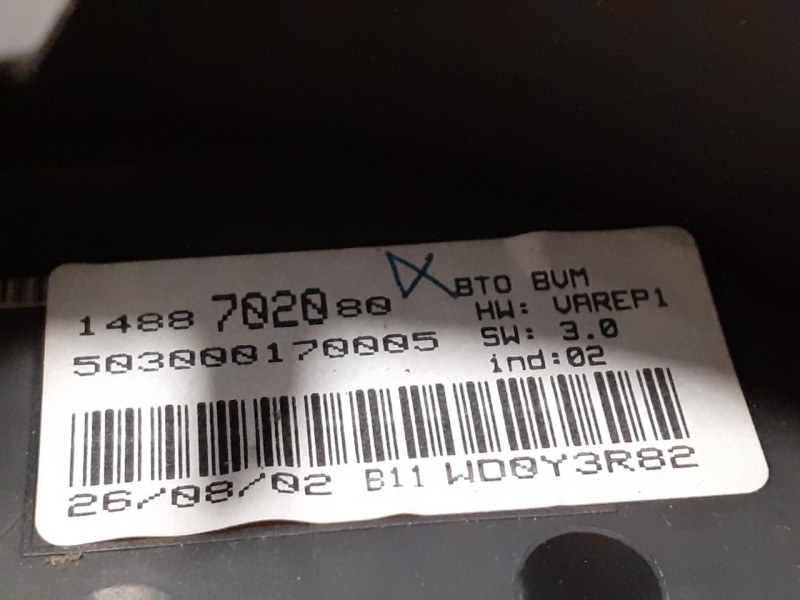 1488 7020 80
503000170005
BTO BVM
HW: VAREP1
SW: 3.0
ind:02
26/08/02 B11 WD0Y3R82